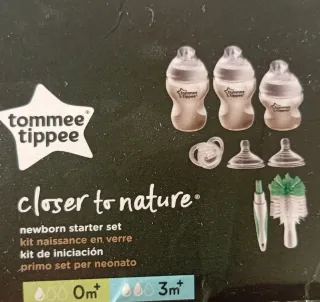 tommee
tippee
closer to nature®
newborn starter set
kit naissance en verre
kit de iniciación
primo set per neonato
0m+
3m+